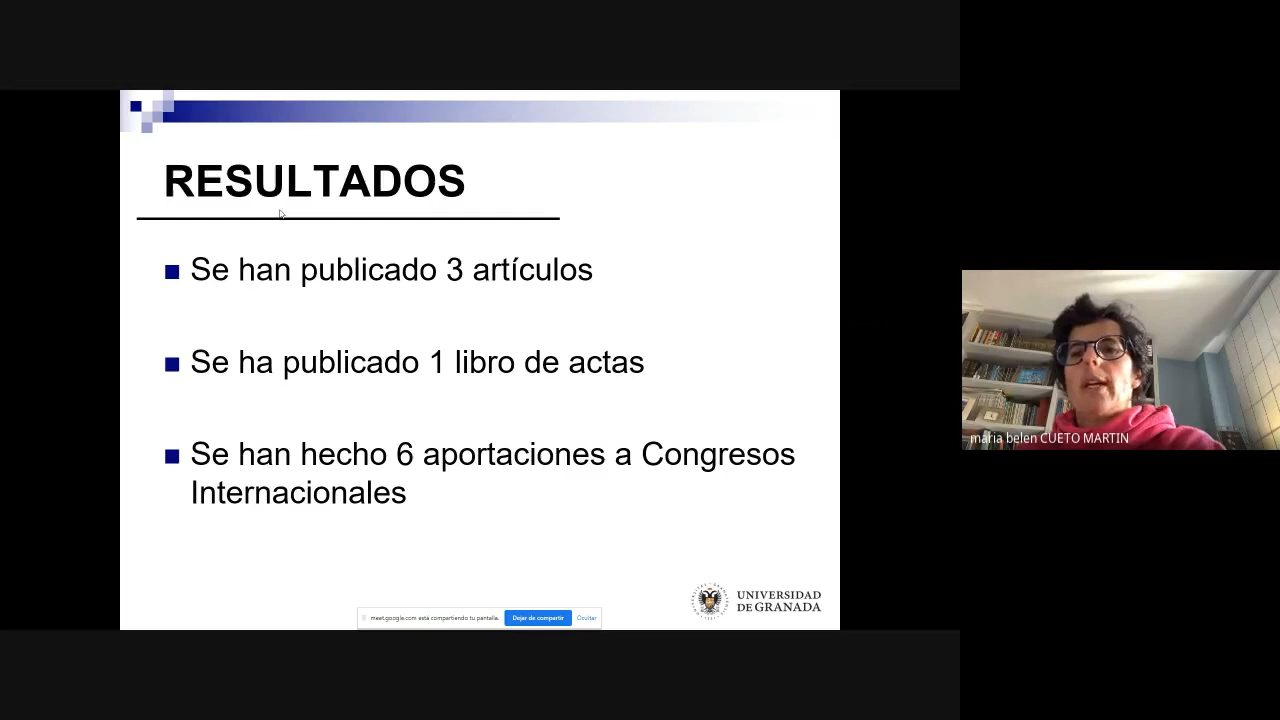 RESULTADOS
Se han publicado 3 artículos
Se ha publicado 1 libro de actas
Se han hecho 6 aportaciones a Congresos
Internacionales
UNIVERSIDAD
DE GRANADA
meet.google.com está compartiendo tu pantalla.
Dejar de compartir
Ocultar
maria belen CUETO MARTIN